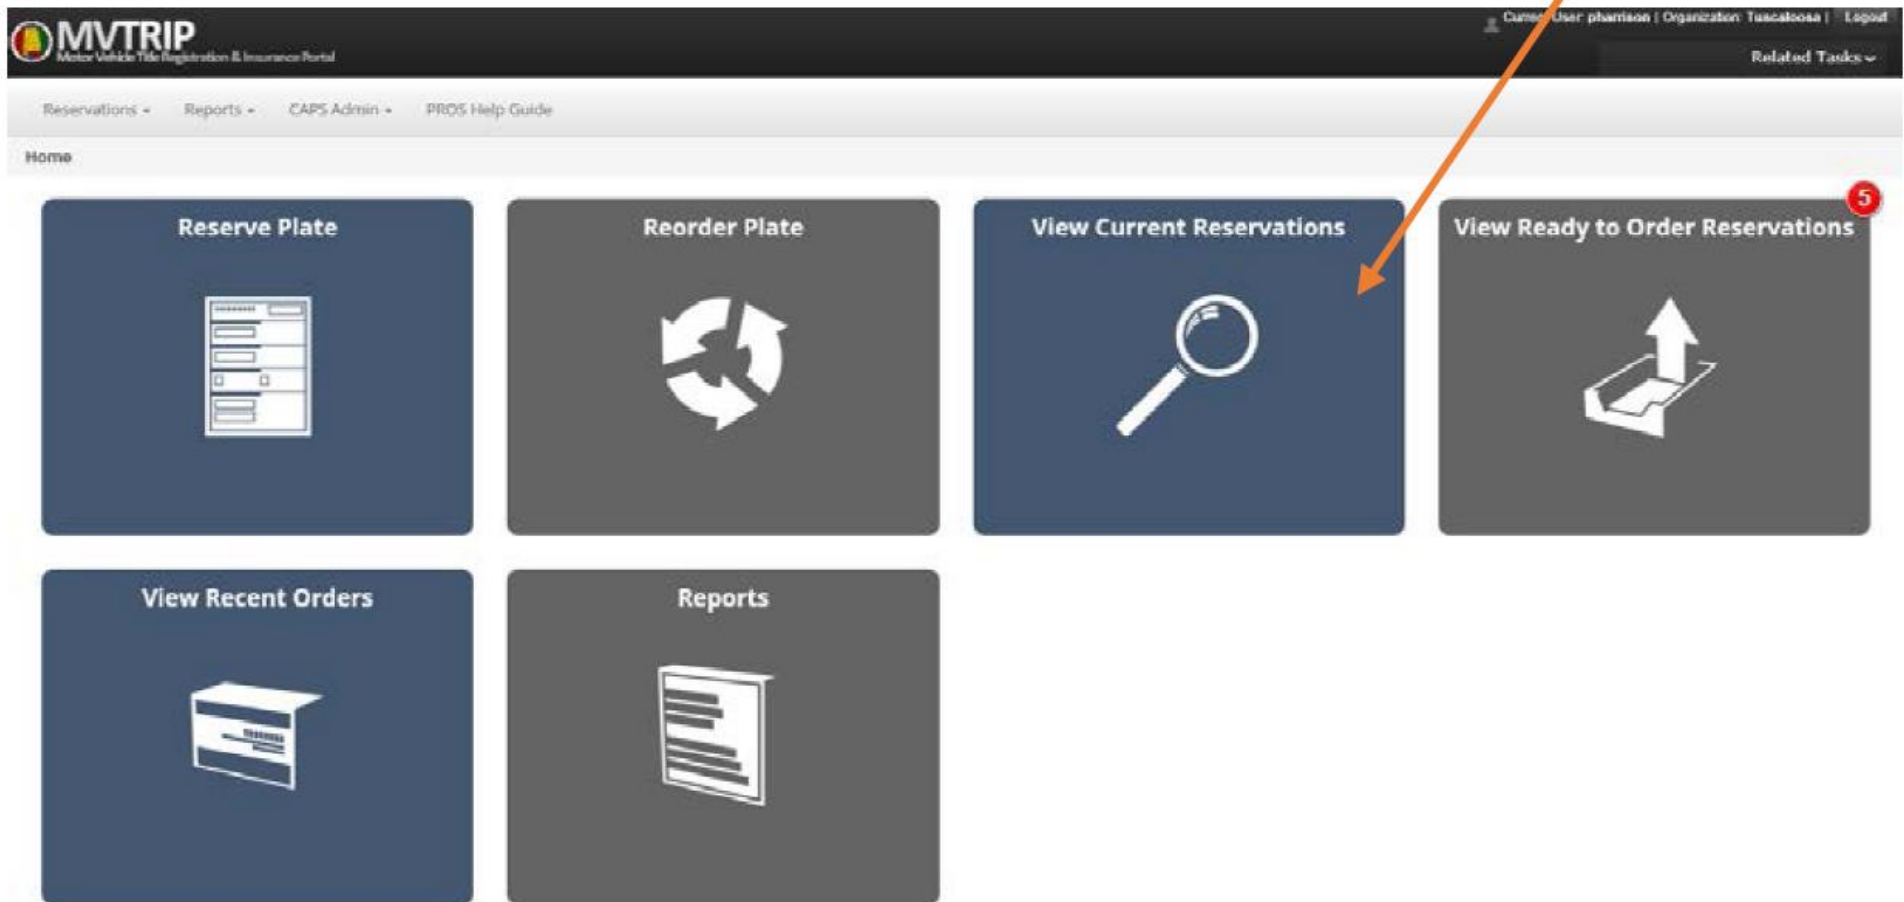 MVTRIP
Motor Vehicle Title Registration & Insurance Portal
Current User: pharrison | Organization: Tuscaloosa | Logout
Related Tasks
Reservations Reports CAPS Admin PROS Help Guide
Home
5
Reserve Plate Reorder Plate View Current Reservations View Ready to Order Reservations
View Recent Orders Reports